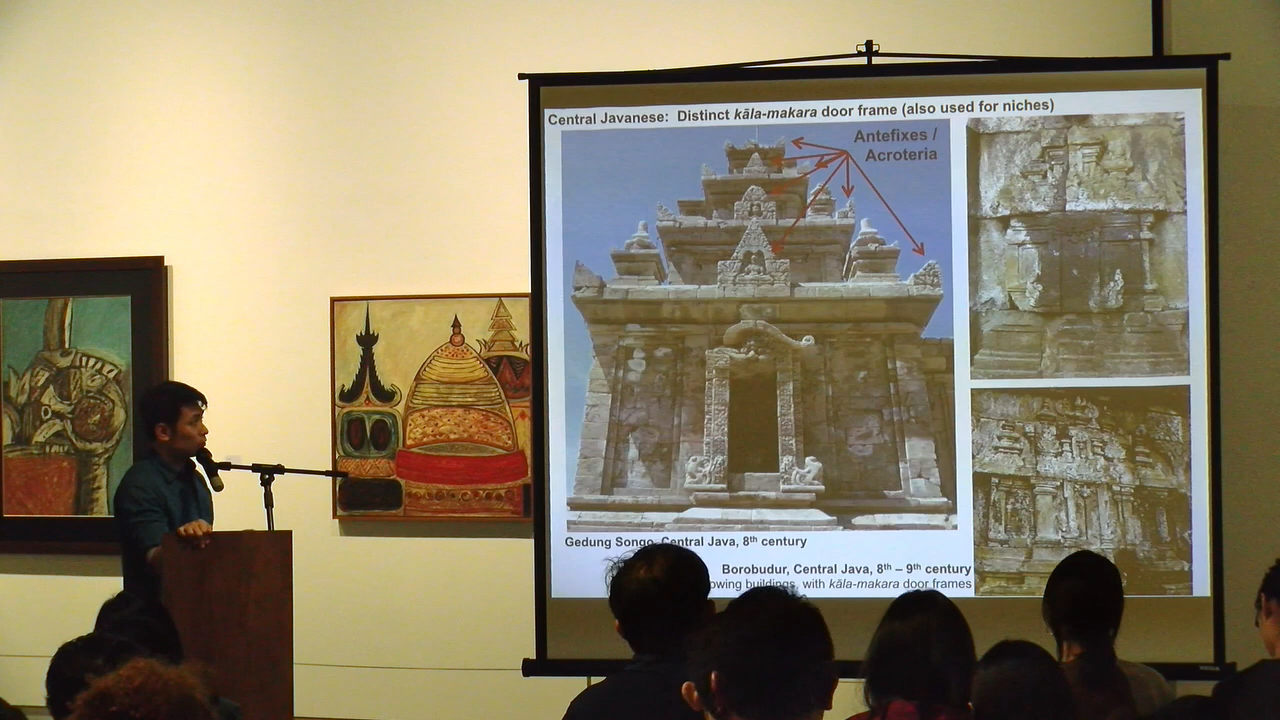 Central Javanese: Distinct kāla-makara door frame (also used for niches)
Antefixes /
Acroteria
Gedung Songo, Central Java, 8th century
Borobudur, Central Java, 8th – 9th century
buildings, with kāla-makara door frames